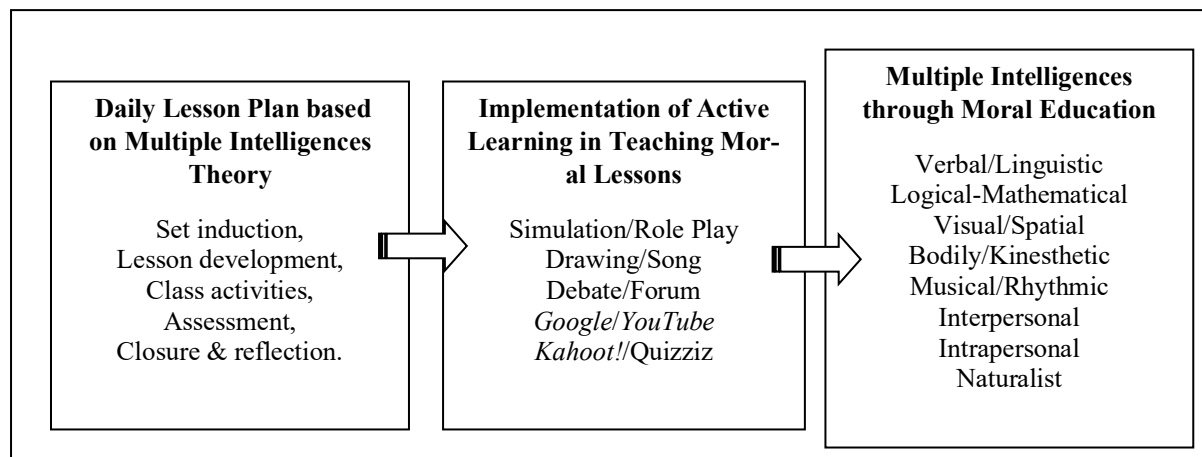 Daily Lesson Plan based
on Multiple Intelligences
Theory
Set induction,
Lesson development,
Class activities,
Assessment,
Closure & reflection.
Implementation of Active
Learning in Teaching Mor-
al Lessons
Simulation/Role Play
Drawing/Song
Debate/Forum
Google/YouTube
Kahoot!/Quizziz
Multiple Intelligences
through Moral Education
Verbal/Linguistic
Logical-Mathematical
Visual/Spatial
Bodily/Kinesthetic
Musical/Rhythmic
Interpersonal
Intrapersonal
Naturalist